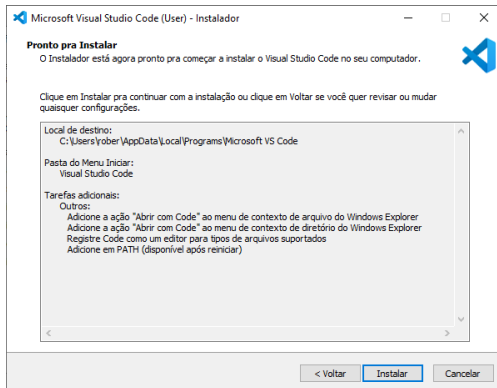 Microsoft Visual Studio Code (User) - Instalador
Pronto pra Instalar
O Instalador está agora pronto pra começar a instalar o Visual Studio Code no seu computador.
Clique em Instalar pra continuar com a instalação ou clique em Voltar se você quer revisar ou mudar
quaisquer configurações.
Local de destino:
C:\Users\rober\AppData\Local\Programs\Microsoft VS Code
Pasta do Menu Iniciar:
Visual Studio Code
Tarefas adicionais:
Outros:
Adicione a ação "Abrir com Code" ao menu de contexto de arquivo do Windows Explorer
Adicione a ação "Abrir com Code" ao menu de contexto de diretório do Windows Explorer
Registre Code como um editor para tipos de arquivos suportados
Adicione em PATH (disponível após reiniciar)
< Voltar
Instalar
Cancelar